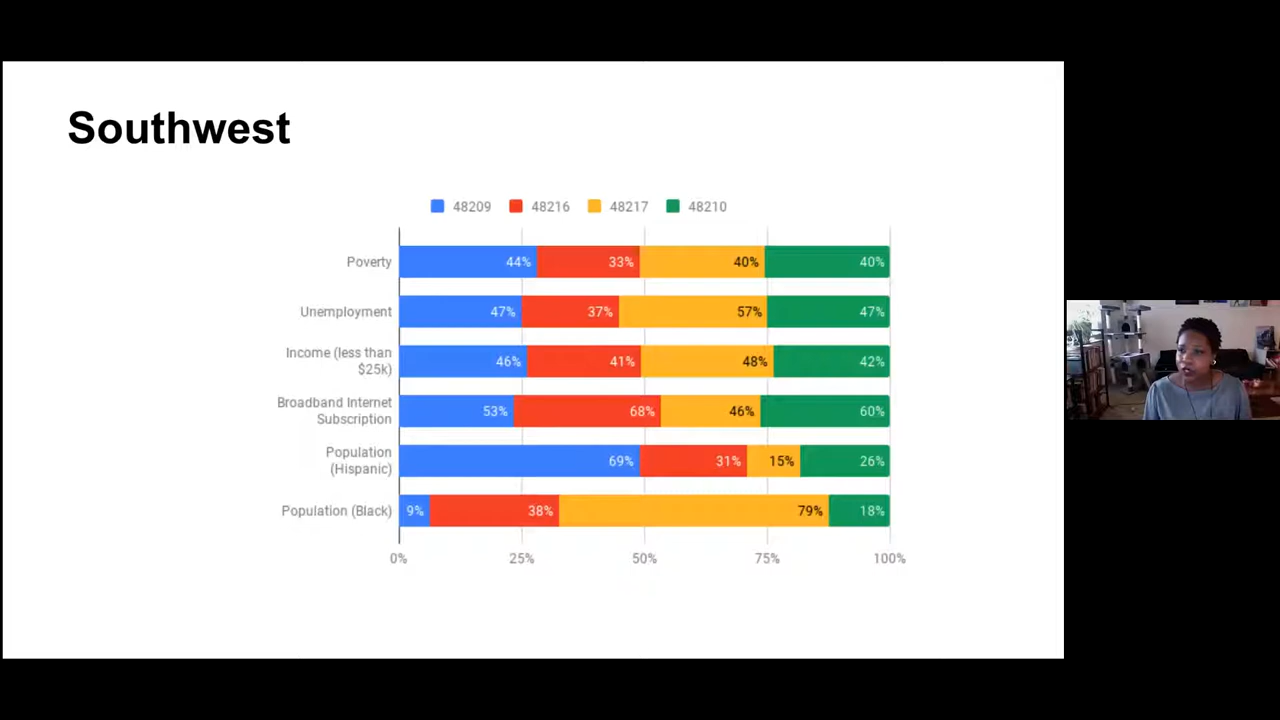 Southwest
48209 48216 48217 48210
Poverty 44% 33% 40% 40%
Unemployment 47% 37% 57% 47%
Income (less than
$25k) 46% 41% 48% 42%
Broadband Internet
Subscription 53% 68% 46% 60%
Population
(Hispanic) 69% 31% 15% 26%
Population (Black) 9% 38% 79% 18%
0% 25% 50% 75% 100%